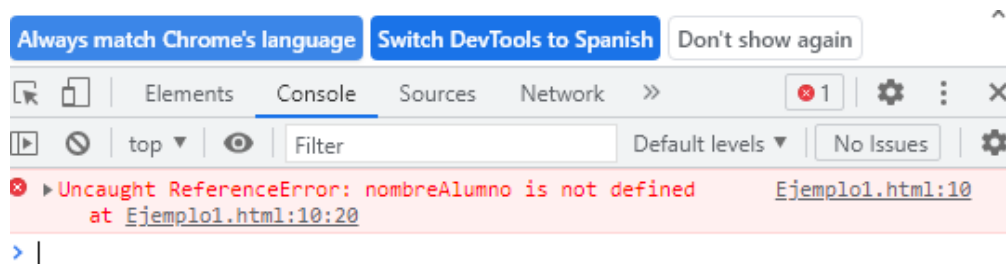 Always match Chrome's language Switch DevTools to Spanish Don't show again
Elements Console Sources Network 1
top Filter Default levels No Issues
Uncaught ReferenceError: nombreAlumno is not defined Ejemplo1.html:10
at Ejemplo1.html:10:20